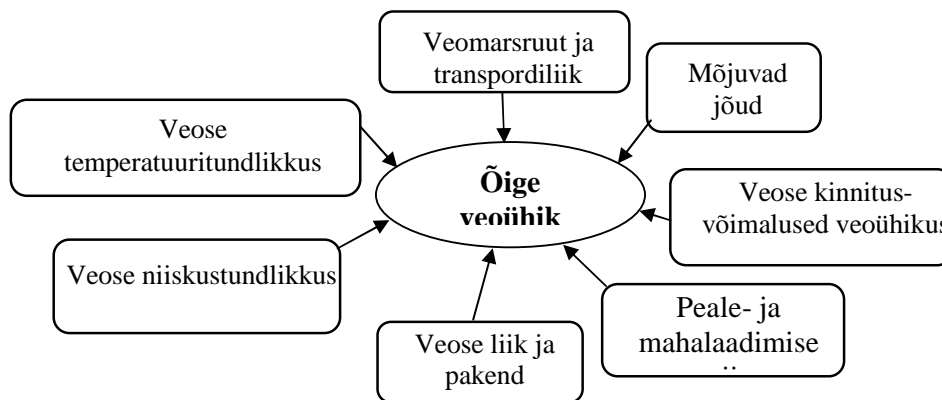 Veomarsruut ja
transpordiliik
Mõjuvad
jõud
Veose
temperatuuritundlikkus
Õige
veoühik
Veose kinnitus-
võimalused veoühikus
Veose niiskustundlikkus
Peale- ja
mahalaadimise
Veose liik ja
pakend